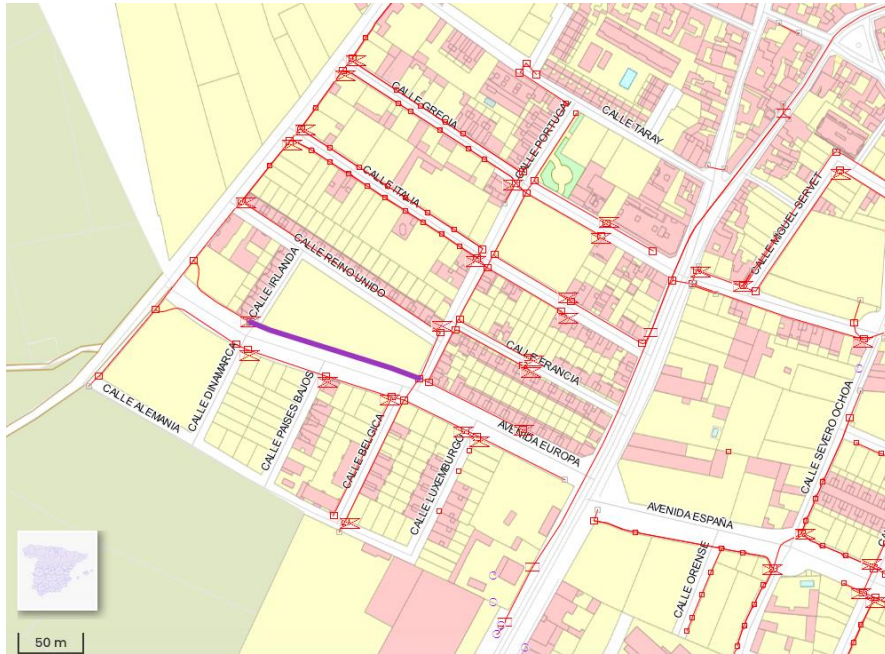 CALLE GRECIA
CALLE PORTUGAL
CALLE TARAY
CALLE ITALIA
CALLE MIGUEL SERVET
CALLE IRLANDA
CALLE REINO UNIDO
CALLE FRANCIA
CALLE DINAMARCA
CALLE ALEMANIA
CALLE PAISES BAJOS
CALLE BELGICA
CALLE LUXEMBURGO
AVENIDA EUROPA
CALLE SEVERO OCHOA
AVENIDA ESPAÑA
CALLE ORENSE
50 m